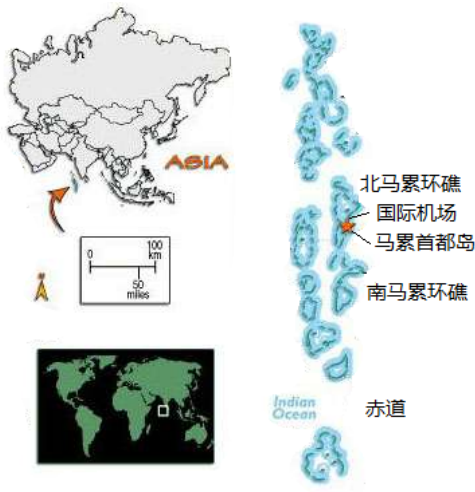 ASIA
北马累环礁
国际机场
马累首都岛
南马累环礁
0
100
km
50
miles
Indian
Ocean
赤道